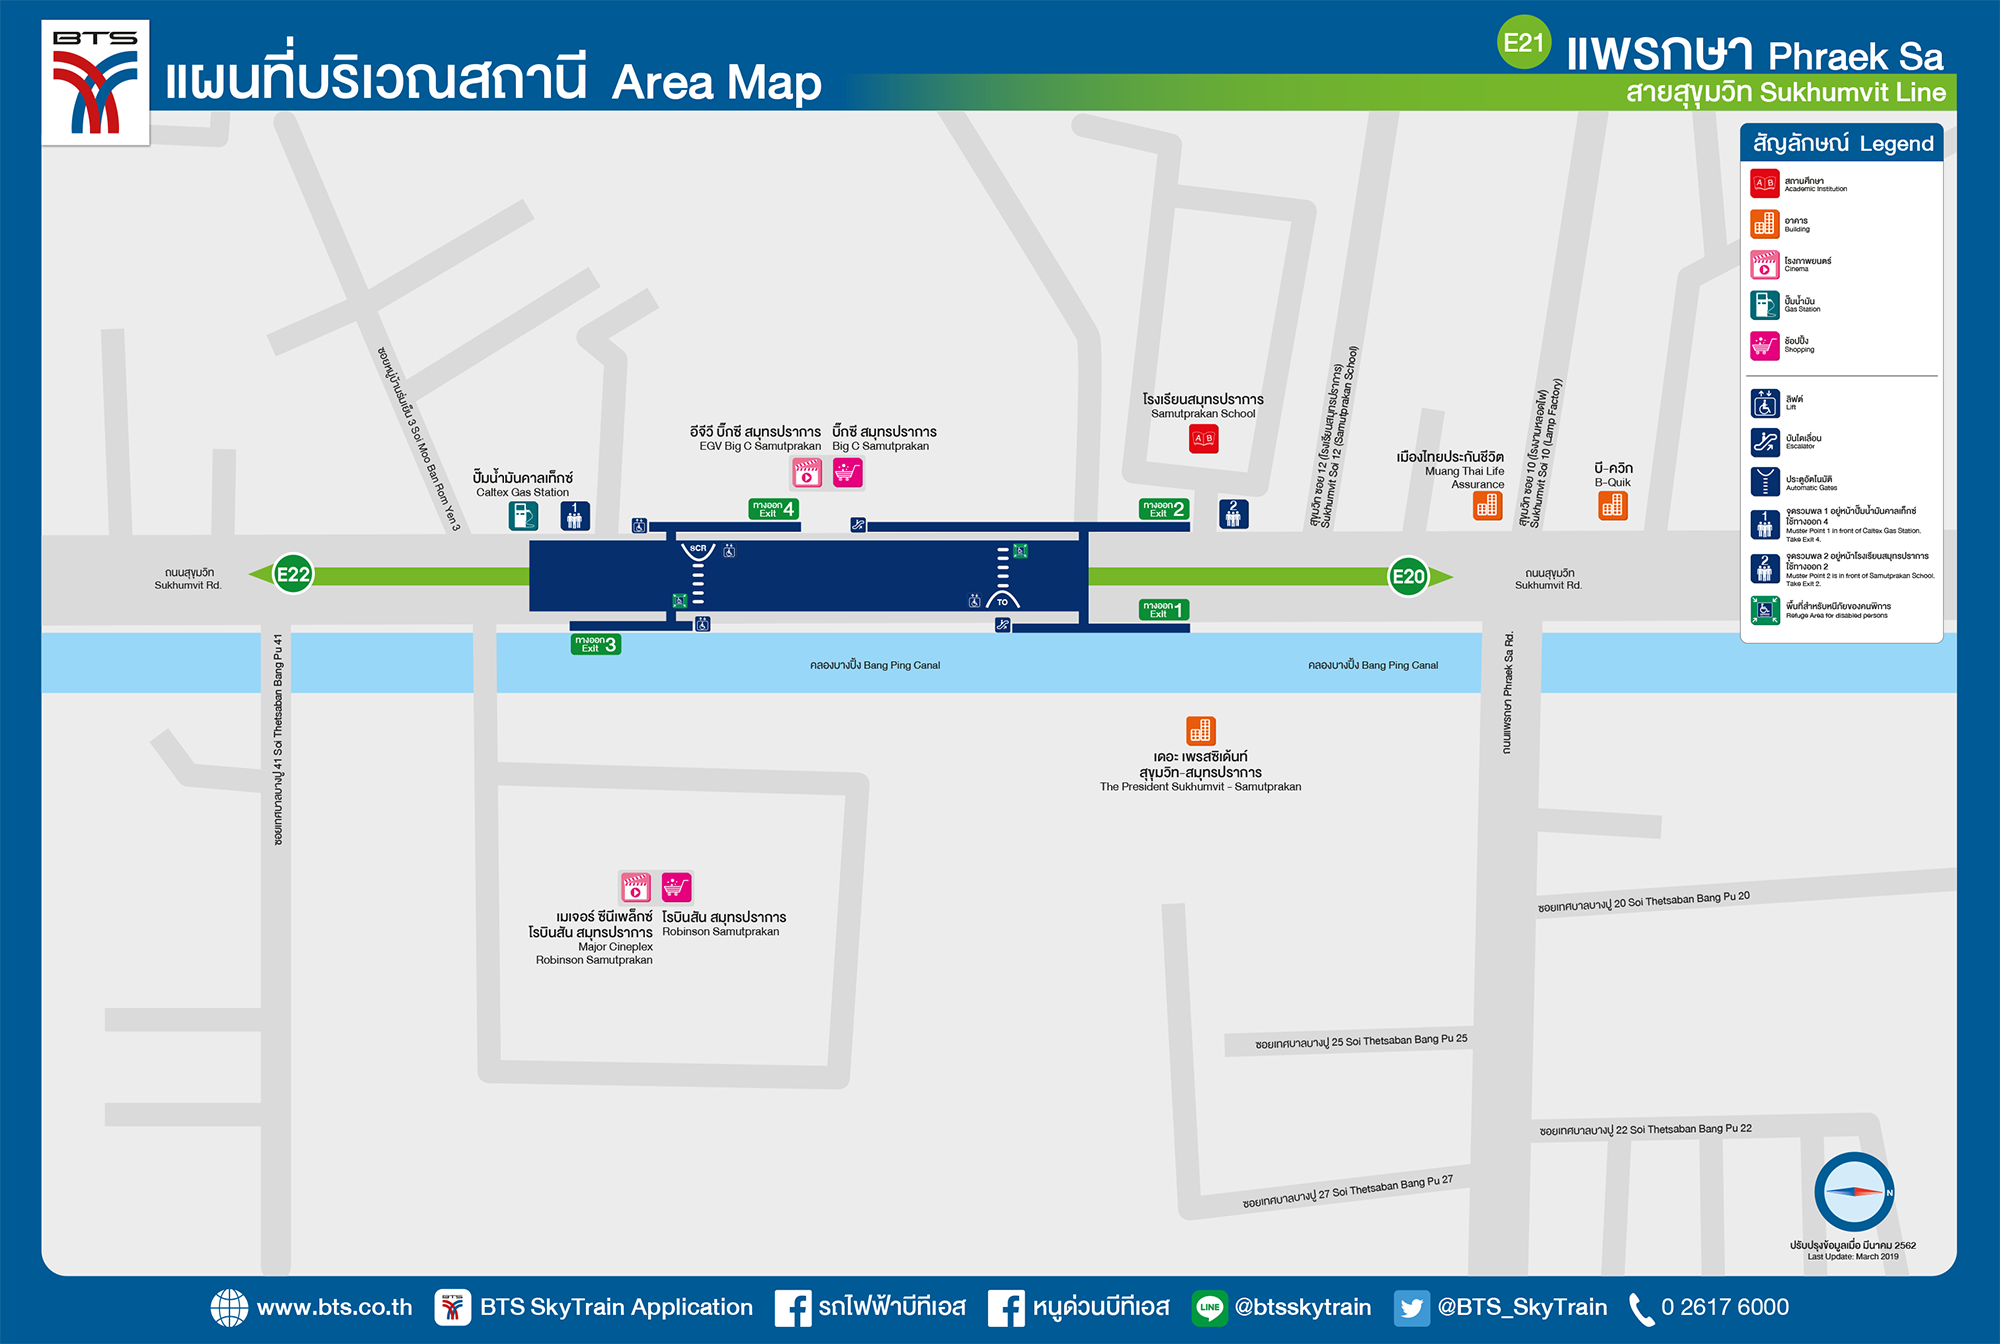 BTS
แผนที่บริเวณสถานี Area Map
E21 แพรกษา Phraek Sa
สายสุขุมวิท Sukhumvit Line
สัญลักษณ์ Legend
สถานศึกษา
Academic Institution
อาคาร
Building
โรงภาพยนตร์
Cinema
ปั๊มน้ำมัน
Gas Station
ช้อปปิ้ง
Shopping
ลิฟต์
Lift
บันไดเลื่อน
Escalator
ประตูอัตโนมัติ
Automatic Gates
1
จุดรวมพล 1 อยู่หน้าปั๊มน้ำมันคาลเท็กซ์
ใช้ทางออก 4
Muster Point 1 in front of Caltex Gas Station.
Take Exit 4.
2
จุดรวมพล 2 อยู่หน้าโรงเรียนสมุทรปราการ
ใช้ทางออก 2
Muster Point 2 is in front of Samutprakan School.
Take Exit 2.
พื้นที่สำหรับหนีภัยของคนพิการ
Refuge Area for disabled persons
ซอยหมู่บ้านร่มเย็น 3 Soi Moo Ban Rom Yen 3
ปั๊มน้ำมันคาลเท็กซ์
Caltex Gas Station
1
อีจีวี บิ๊กซี สมุทรปราการ
EGV Big C Samutprakan
บิ๊กซี สมุทรปราการ
Big C Samutprakan
โรงเรียนสมุทรปราการ
Samutprakan School
A B
สุขุมวิท ซอย 12 (โรงเรียนสมุทรปราการ)
Sukhumvit Soi 12 (Samutprakan School)
เมืองไทยประกันชีวิต
Muang Thai Life
Assurance
สุขุมวิท ซอย 10 (โรงงานหลอดไฟ)
Sukhumvit Soi 10 (Lamp Factory)
บี-ควิก
B-Quik
ทางออก
Exit 4
ทางออก
Exit 2
2
ถนนสุขุมวิท
Sukhumvit Rd.
E22
SCR
TO
E20
ถนนสุขุมวิท
Sukhumvit Rd.
ทางออก
Exit 1
ทางออก
Exit 3
คลองบางปิ้ง Bang Ping Canal
คลองบางปิ้ง Bang Ping Canal
ซอยเทศบาลบางปู 41 Soi Thetsaban Bang Pu 41
ถนนแพรกษา Phraek Sa Rd.
เดอะ เพรสซิเด้นท์
สุขุมวิท-สมุทรปราการ
The President Sukhumvit - Samutprakan
เมเจอร์ ซีนีเพล็กซ์
โรบินสัน สมุทรปราการ
Major Cineplex
Robinson Samutprakan
โรบินสัน สมุทรปราการ
Robinson Samutprakan
ซอยเทศบาลบางปู 20 Soi Thetsaban Bang Pu 20
ซอยเทศบาลบางปู 25 Soi Thetsaban Bang Pu 25
ซอยเทศบาลบางปู 22 Soi Thetsaban Bang Pu 22
ซอยเทศบาลบางปู 27 Soi Thetsaban Bang Pu 27
N
ปรับปรุงข้อมูลเมื่อ มีนาคม 2562
Last Update: March 2019
www.bts.co.th
BTS SkyTrain Application
รถไฟฟ้าบีทีเอส
หนูด่วนบีทีเอส
LINE @btsskytrain
@BTS_SkyTrain
0 2617 6000